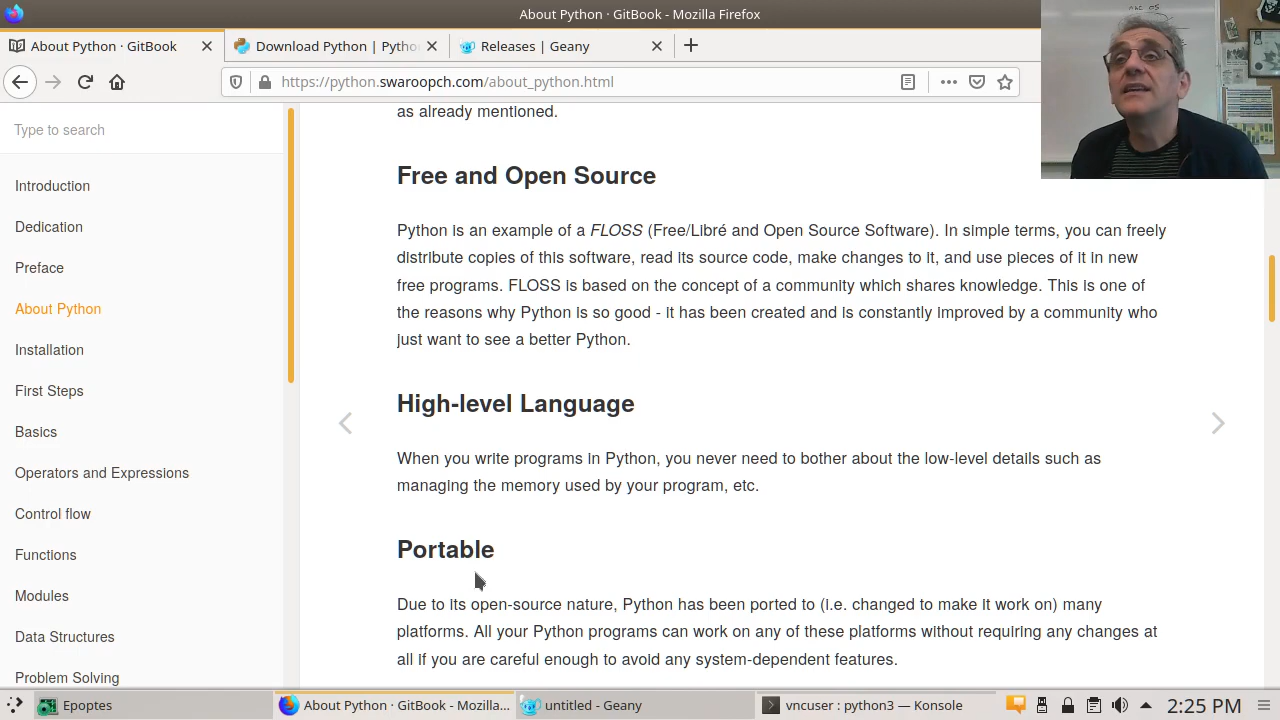 About Python · GitBook - Mozilla Firefox
About Python · GitBook
Download Python | Pytho
Releases | Geany
https://python.swaroopch.com/about_python.html
Type to search
Introduction
Dedication
Preface
About Python
Installation
First Steps
Basics
Operators and Expressions
Control flow
Functions
Modules
Data Structures
Problem Solving
as already mentioned.
Free and Open Source
Python is an example of a FLOSS (Free/Libré and Open Source Software). In simple terms, you can freely
distribute copies of this software, read its source code, make changes to it, and use pieces of it in new
free programs. FLOSS is based on the concept of a community which shares knowledge. This is one of
the reasons why Python is so good - it has been created and is constantly improved by a community who
just want to see a better Python.
High-level Language
When you write programs in Python, you never need to bother about the low-level details such as
managing the memory used by your program, etc.
Portable
Due to its open-source nature, Python has been ported to (i.e. changed to make it work on) many
platforms. All your Python programs can work on any of these platforms without requiring any changes at
all if you are careful enough to avoid any system-dependent features.
Epoptes
About Python · GitBook - Mozilla...
untitled - Geany
vncuser : python3 — Konsole
2:25 PM